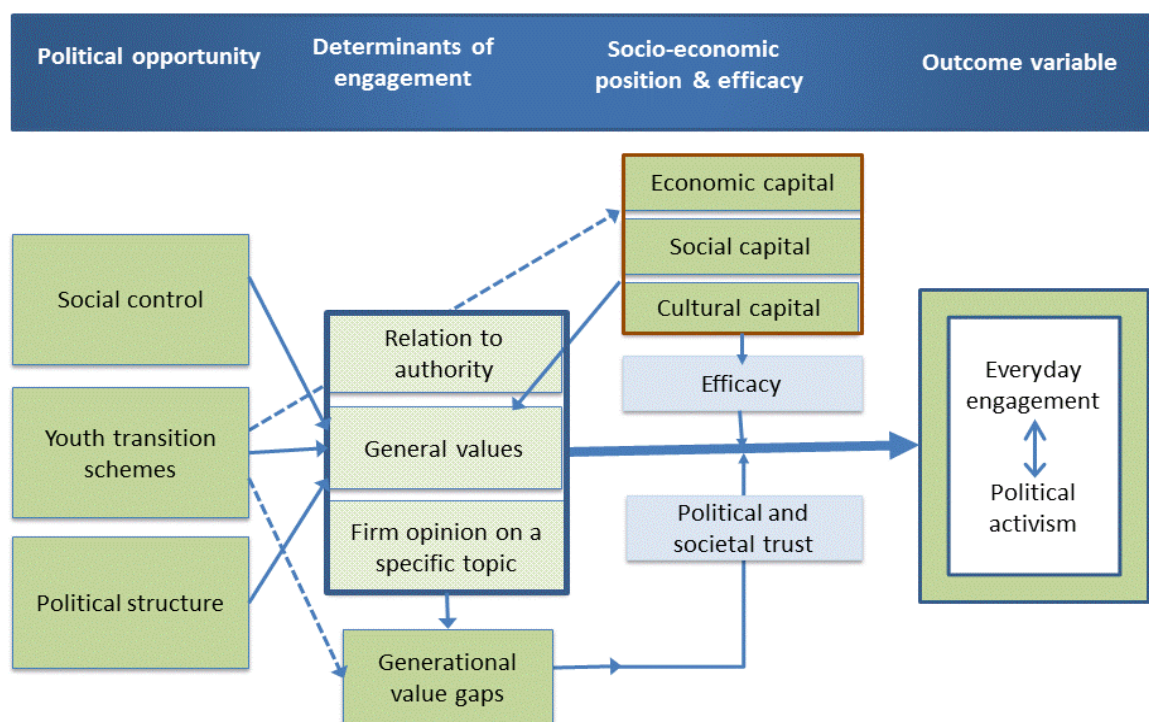 Political opportunity
Determinants of
engagement
Socio-economic
position & efficacy
Outcome variable
Economic capital
Social capital
Cultural capital
Social control
Relation to
authority
Efficacy
Everyday
engagement
Youth transition
schemes
General values
Political
activism
Firm opinion on a
specific topic
Political and
societal trust
Political structure
Generational
value gaps